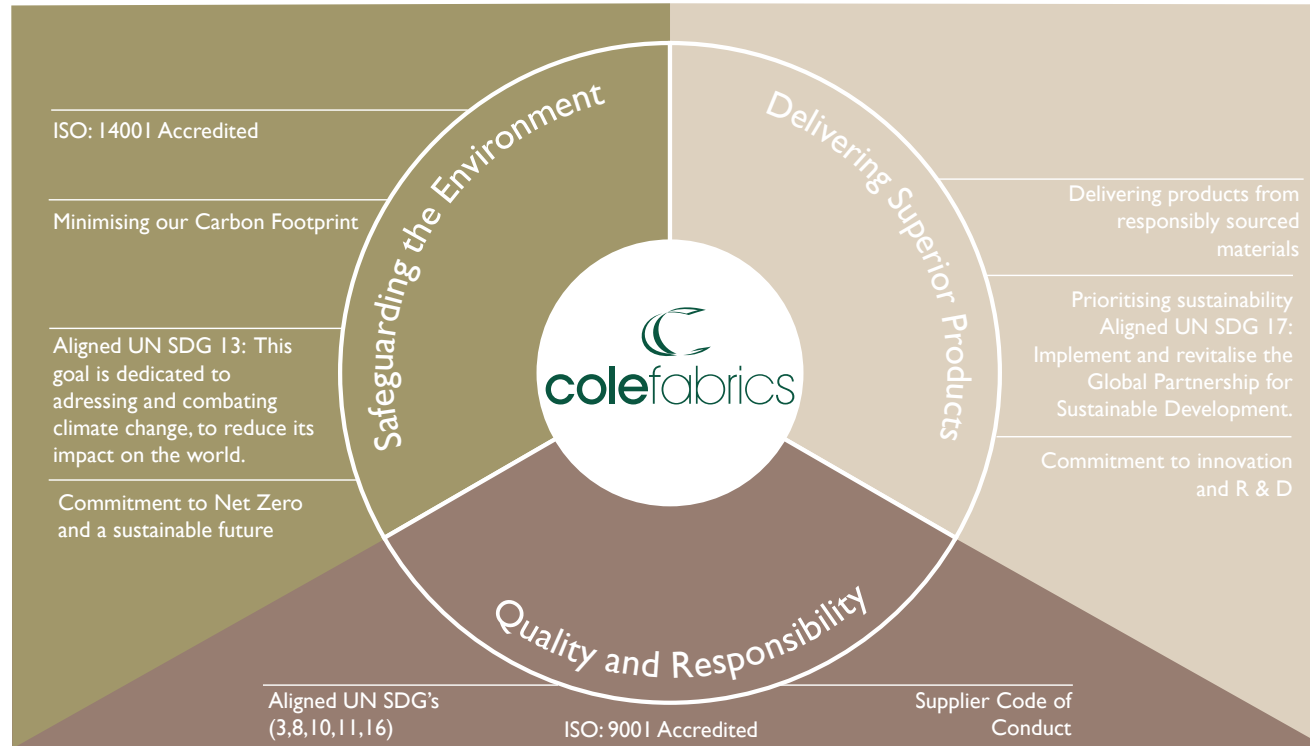 Safeguarding the Environment
ISO: 14001 Accredited
Minimising our Carbon Footprint
Aligned UN SDG 13: This
goal is dedicated to
adressing and combating
climate change, to reduce its
impact on the world.
Commitment to Net Zero
and a sustainable future
Delivering Superior Products
Delivering products from
responsibly sourced
materials
Prioritising sustainability
Aligned UN SDG 17:
Implement and revitalise the
Global Partnership for
Sustainable Development.
Commitment to innovation
and R & D
colefabrics
Quality and Responsibility
Aligned UN SDG's
(3,8,10,11,16)
ISO: 9001 Accredited
Supplier Code of
Conduct